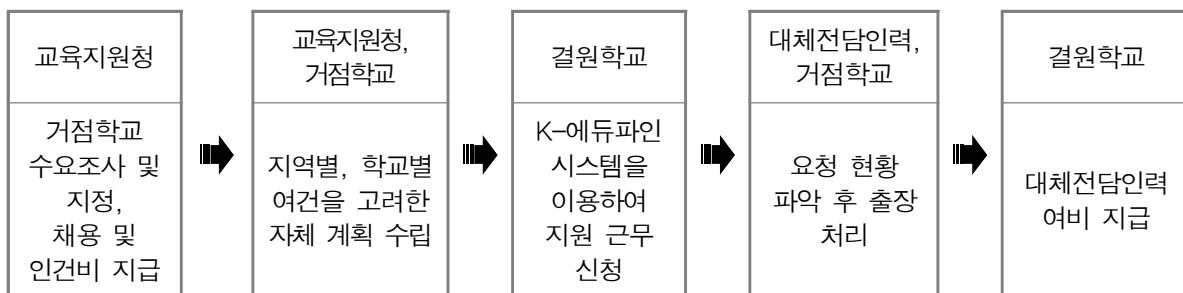 교육지원청
거점학교
수요조사 및
지정,
채용 및
인건비 지급
교육지원청,
거점학교
지역별, 학교별
여건을 고려한
자체 계획 수립
결원학교
K-에듀파인
시스템을
이용하여
지원 근무
신청
대체전담인력,
거점학교
요청 현황
파악 후 출장
처리
결원학교
대체전담인력
여비 지급